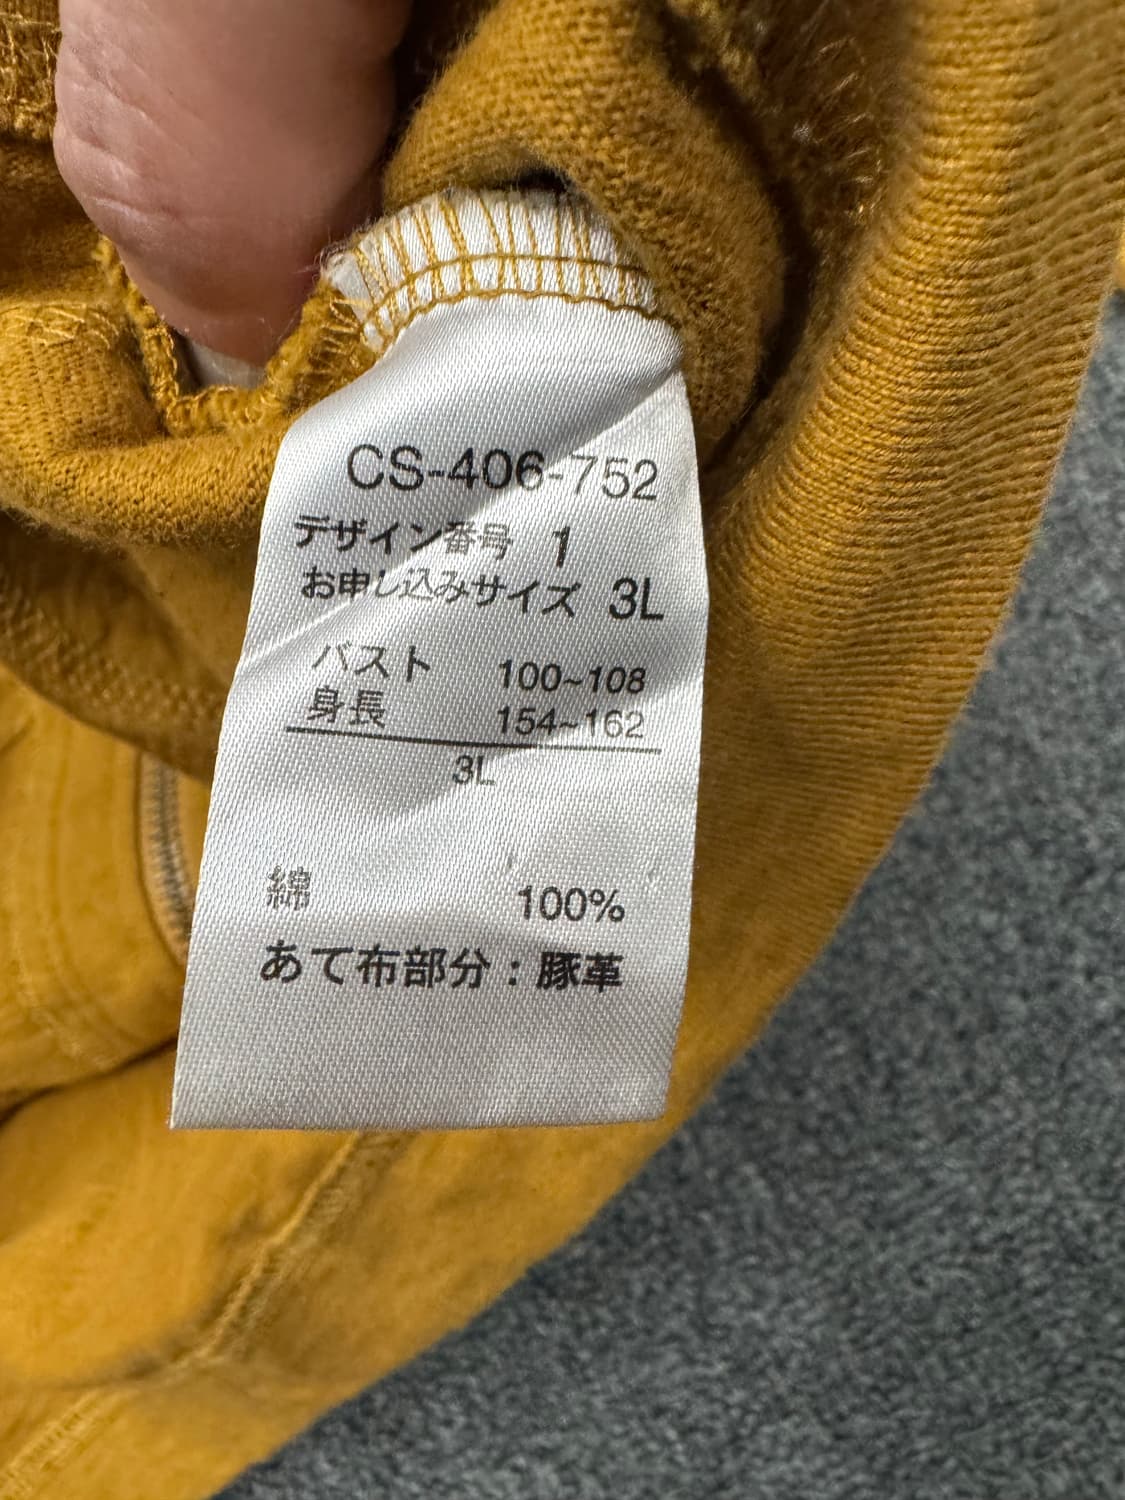 CS-406-752
デザイン番号 1
お申し込みサイズ 3L
バスト 100~108
身長 154~162
3L
綿 100%
あて布部分：豚革